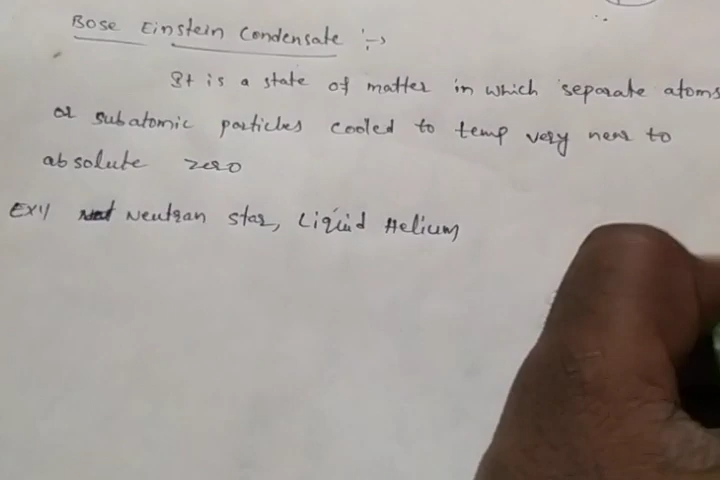 Bose Einstein Condensate :->
It is a state of matter in which separate atoms
or subatomic particles cooled to temp very near to
absolute zero
Ex:// Neutran star, Liquid Helium